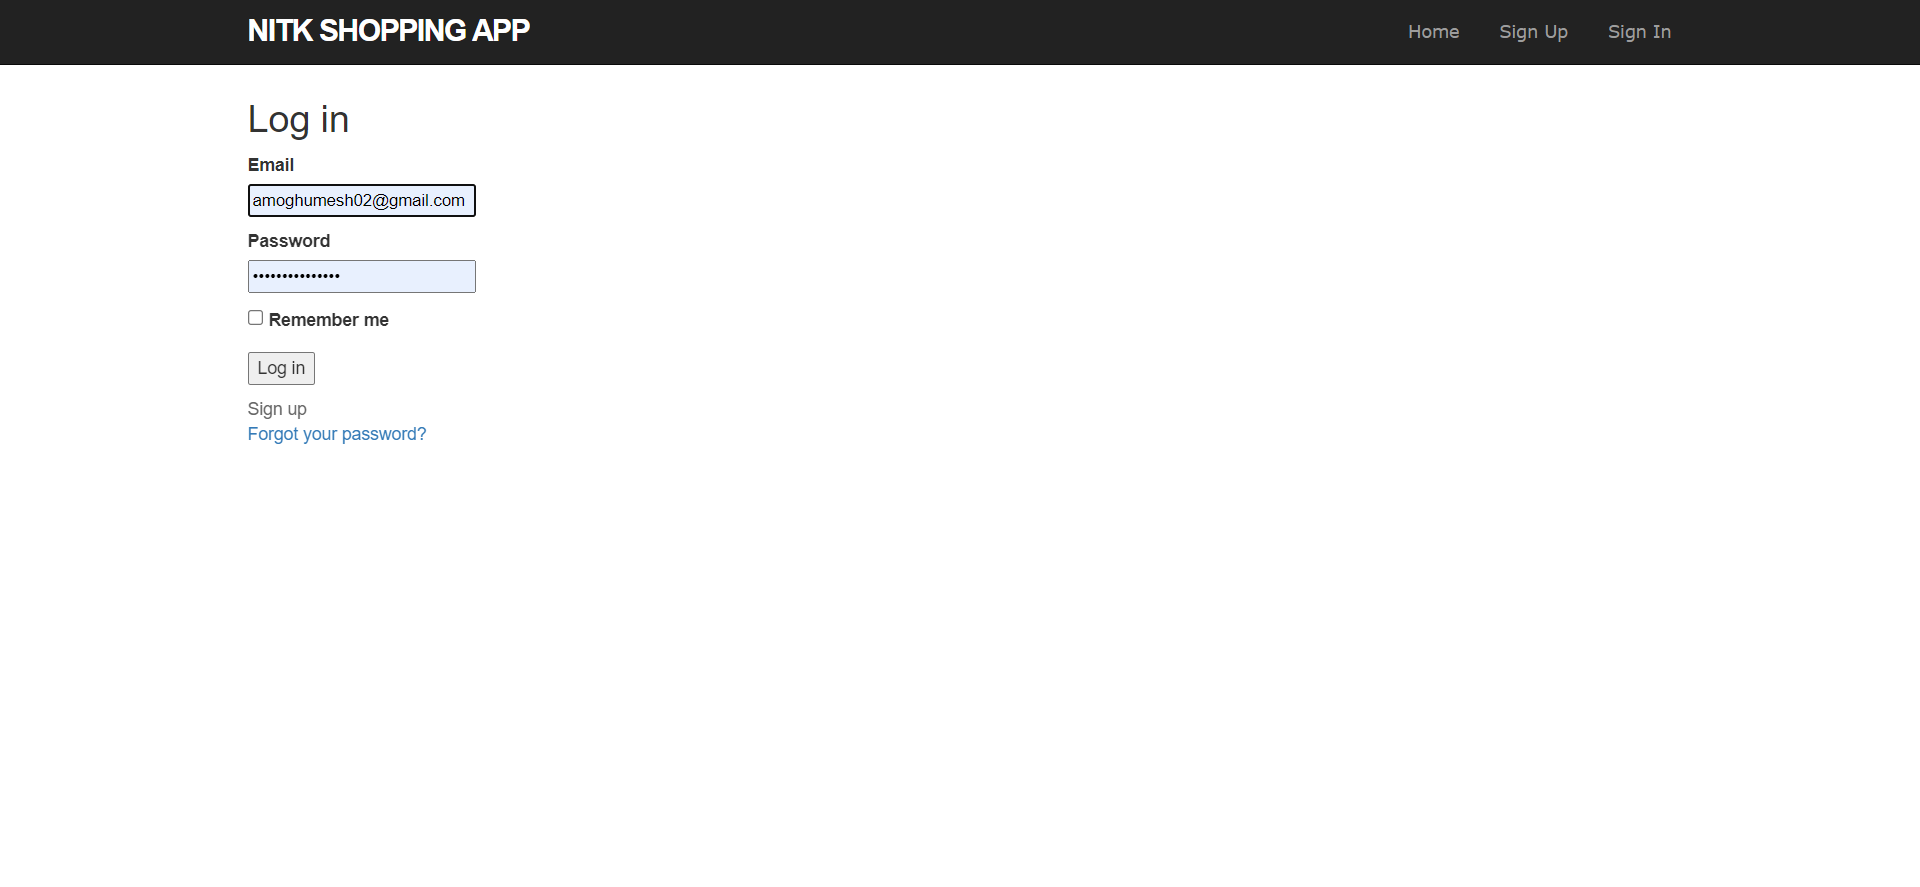 NITK SHOPPING APP Home Sign Up Sign In
Log in
Email
amoghumesh02@gmail.com
Password
•••••••••••••••
Remember me
Log in
Sign up
Forgot your password?